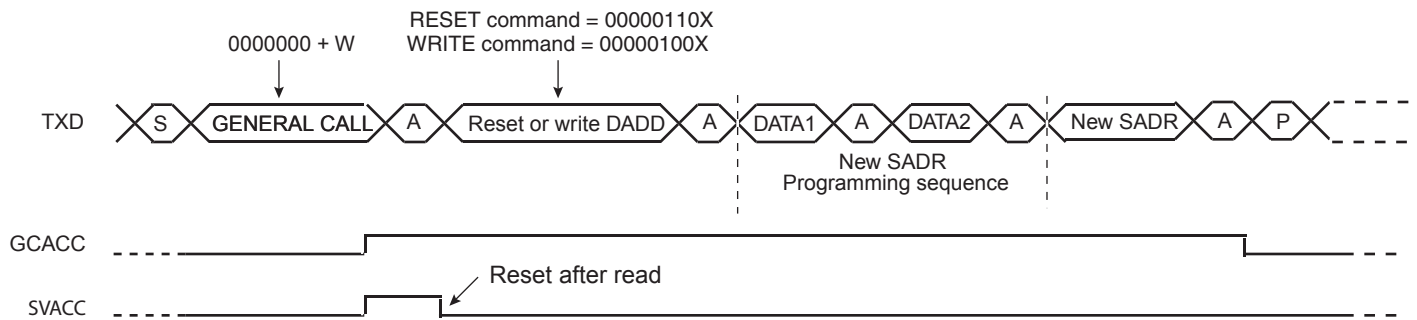 RESET command = 00000110X
0000000 + W
WRITE command = 00000100X
TXD
S
GENERAL CALL
A
Reset or write DADD
A
DATA1
A
DATA2
A
New SADR
A
P
New SADR
Programming sequence
GCACC
Reset after read
SVACC